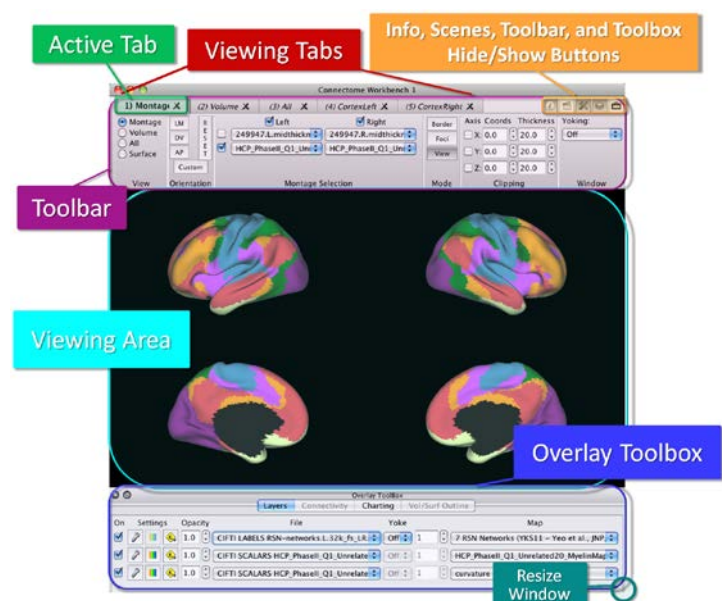 Active Tab
Viewing Tabs
Info, Scenes, Toolbar, and Toolbox
Hide/Show Buttons
Connectome Workbench 1
1) Montage X
(2) Volume X
(3) All X
(4) CortexLeft X
(5) CortexRight X
Montage
Volume
All
Surface
View
LM
DV
AP
RESET
Custom
Orientation
Left
Right
249947.L.midthickn
249947.R.midthickn
HCP_PhaseII_Q1_Unr
HCP_PhaseII_Q1_Unr
Montage Selection
Border
Foci
View
Mode
Axis Coords Thickness
X: 0.0 20.0
Y: 0.0 20.0
Z: 0.0 20.0
Clipping
Yoking:
Off
Window
Toolbar
Viewing Area
Overlay Toolbox
Overlay ToolBox
Layers Connectivity Charting Vol/Surf Outline
On Settings Opacity File Yoke Map
1.0 CIFTI LABELS RSN-networks.L.32k_fs_LR. Off 1 7 RSN Networks (YKS11 - Yeo et al., JNP,
1.0 CIFTI SCALARS HCP_PhaseII_Q1_Unrelate Off 1 HCP_PhaseII_Q1_Unrelated20_MyelinMap
1.0 CIFTI SCALARS HCP_PhaseII_Q1_Unrelate Off 1 curvature
Resize
Window